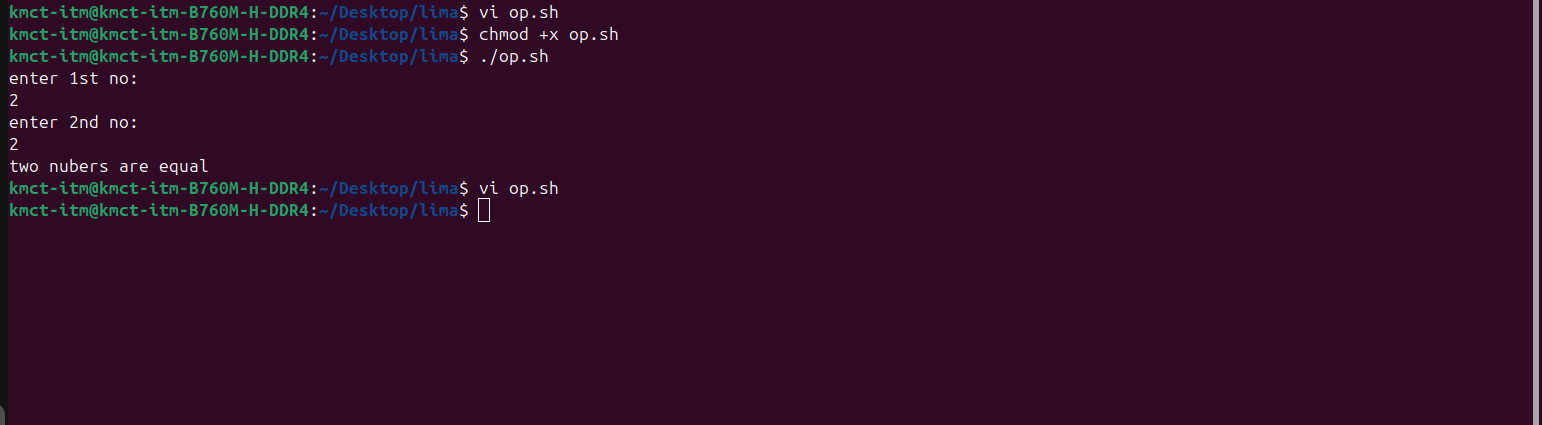 kmct-itm@kmct-itm-B760M-H-DDR4:~/Desktop/lima$ vi op.sh
kmct-itm@kmct-itm-B760M-H-DDR4:~/Desktop/lima$ chmod +x op.sh
kmct-itm@kmct-itm-B760M-H-DDR4:~/Desktop/lima$ ./op.sh
enter 1st no:
2
enter 2nd no:
2
two nubers are equal
kmct-itm@kmct-itm-B760M-H-DDR4:~/Desktop/lima$ vi op.sh
kmct-itm@kmct-itm-B760M-H-DDR4:~/Desktop/lima$